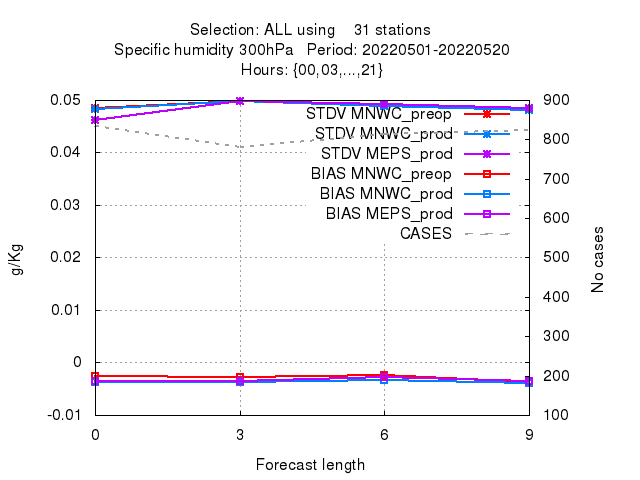 Selection: ALL using 31 stations
Specific humidity 300hPa Period: 20220501-20220520
Hours: {00,03,...,21}
0.05
0.04
0.03
0.02
0.01
0
-0.01
g/Kg
STDV MNWC_preop
STDV MNWC_prod
STDV MEPS_prod
BIAS MNWC_preop
BIAS MNWC_prod
BIAS MEPS_prod
CASES
900
800
700
600
500
400
300
200
100
No cases
0 3 6 9
Forecast length